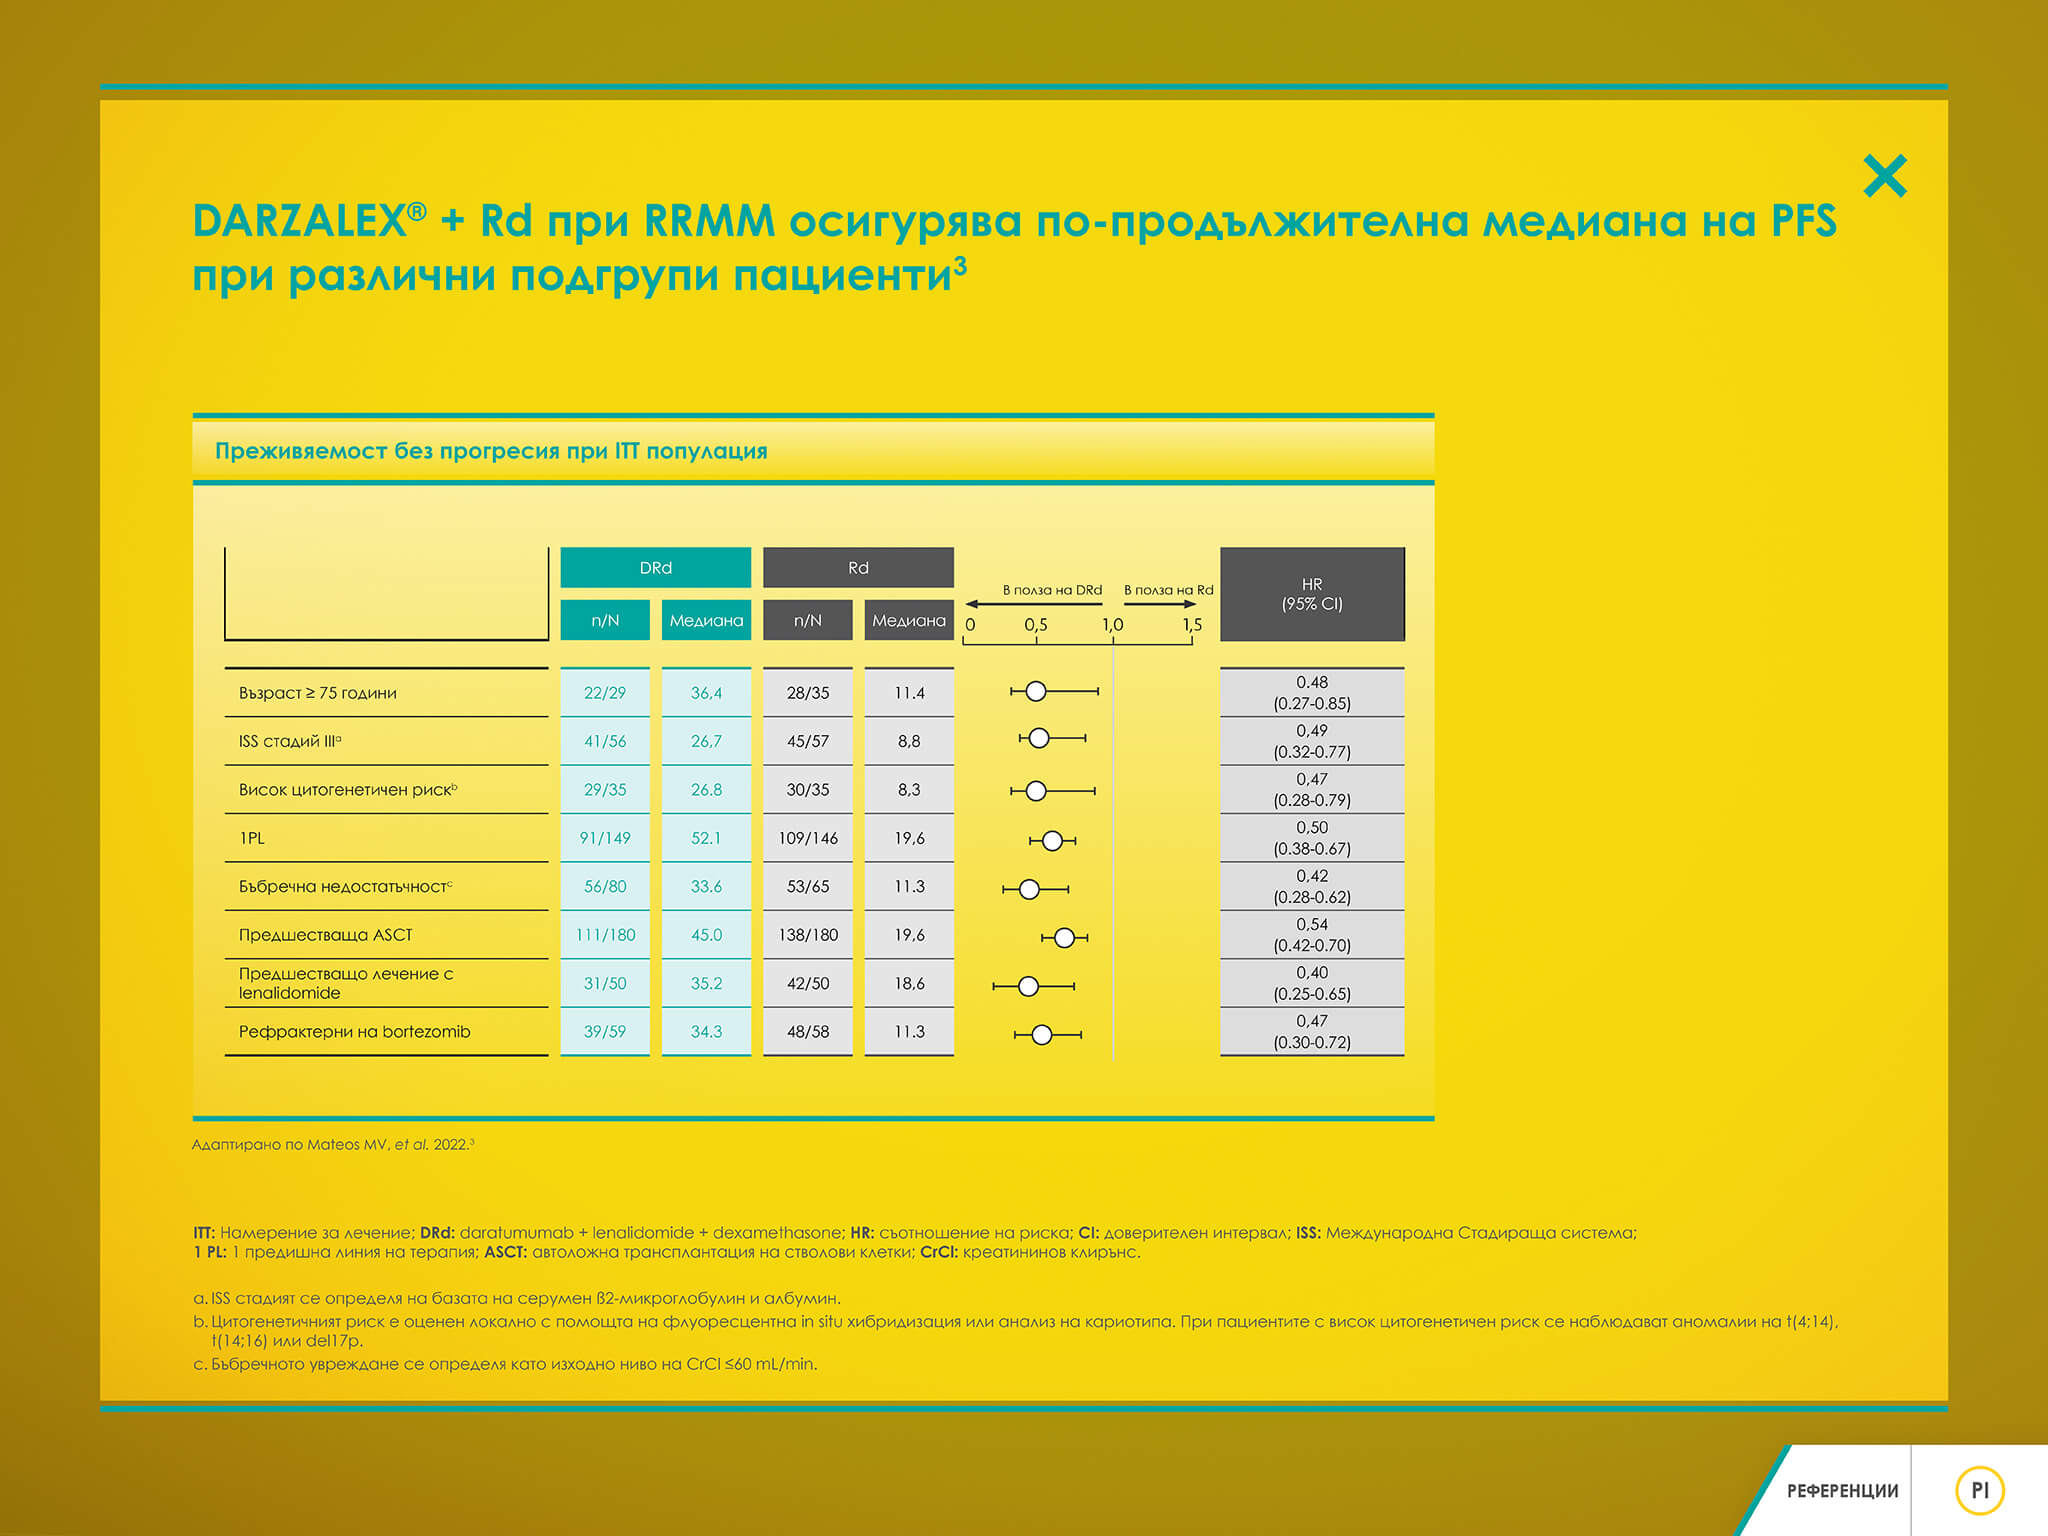 DARZALEX® + Rd при RRMM осигурява по-продължителна медиана на PFS
при различни подгрупи пациенти³
Преживяемост без прогресия при ITT популация
DRd Rd
В полза на DRd В полза на Rd
HR
(95% CI)
n/N Медиана n/N Медиана
0 0,5 1,0 1,5
Възраст ≥ 75 години 22/29 36,4 28/35 11.4 0.48
(0.27-0.85)
ISS стадий IIIᵃ 41/56 26,7 45/57 8,8 0,49
(0.32-0.77)
Висок цитогенетичен рискᵇ 29/35 26.8 30/35 8,3 0,47
(0.28-0.79)
1PL 91/149 52.1 109/146 19,6 0,50
(0.38-0.67)
Бъбречна недостатъчностᶜ 56/80 33.6 53/65 11.3 0,42
(0.28-0.62)
Предшестваща ASCT 111/180 45.0 138/180 19,6 0,54
(0.42-0.70)
Предшестващо лечение с
lenalidomide 31/50 35.2 42/50 18,6 0,40
(0.25-0.65)
Рефрактерни на bortezomib 39/59 34.3 48/58 11.3 0,47
(0.30-0.72)
Адаптирано по Mateos MV, et al. 2022.³
ITT: Намерение за лечение; DRd: daratumumab + lenalidomide + dexamethasone; HR: съотношение на риска; CI: доверителен интервал; ISS: Международна Стадираща система;
1 PL: 1 предишна линия на терапия; ASCT: автоложна трансплантация на стволови клетки; CrCl: креатининов клирънс.
a. ISS стадият се определя на базата на серумен ß2-микроглобулин и албумин.
b. Цитогенетичният риск е оценен локално с помощта на флуоресцентна in situ хибридизация или анализ на кариотипа. При пациентите с висок цитогенетичен риск се наблюдават аномалии на t(4;14),
t(14;16) или del17p.
c. Бъбречното увреждане се определя като изходно ниво на CrCl ≤60 mL/min.
РЕФЕРЕНЦИИ
PI